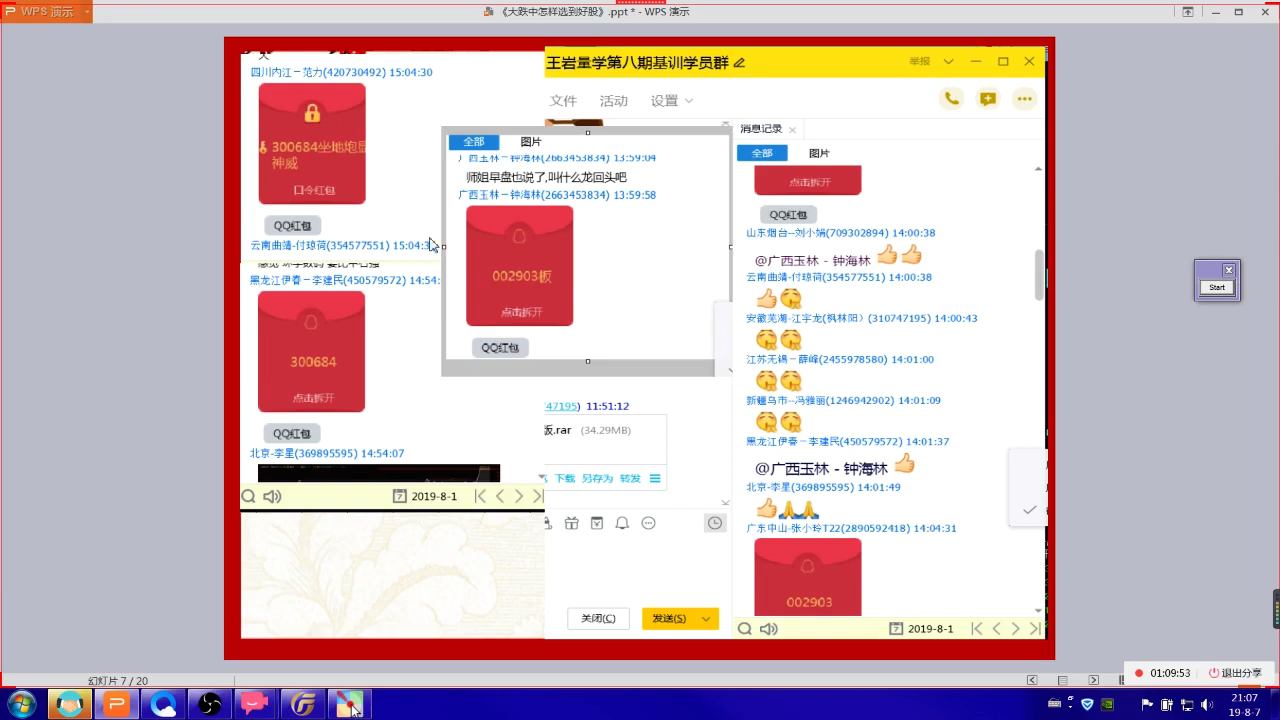 WPS 演示
《大跌中怎样选到好股》.ppt * - WPS 演示
四川内江－范力(420730492) 15:04:30
300684坐地炮显
神威
口令红包
QQ红包
云南曲靖-付琼荷(354577551) 15:04:3
黑龙江伊春－李建民(450579572) 14:54:
300684
点击拆开
QQ红包
北京-李星(369895595) 14:54:07
2019-8-1
王岩量学第八期基训学员群
举报
文件
活动
设置
全部
图片
广西玉林－钟海林(2663453834) 13:59:04
师姐早盘也说了,叫什么龙回头吧
广西玉林－钟海林(2663453834) 13:59:58
002903板
点击拆开
QQ红包
47195) 11:51:12
版.rar (34.29MB)
下载 另存为 转发
关闭(C)
发送(S)
消息记录
全部
图片
点击拆开
QQ红包
山东烟台--刘小娟(709302894) 14:00:38
@广西玉林 - 钟海林
云南曲靖-付琼荷(354577551) 14:00:38
安徽芜湖-江宇龙(枫林阳）(310747195) 14:00:43
江苏无锡－薛峰(2455978580) 14:01:00
新疆乌市--冯雅丽(1246942902) 14:01:09
黑龙江伊春－李建民(450579572) 14:01:37
@广西玉林 - 钟海林
北京-李星(369895595) 14:01:49
广东中山-张小玲T22(2890592418) 14:04:31
002903
2019-8-1
Start
幻灯片 7 / 20
01:09:53
退出分享
21:07
19-8-7